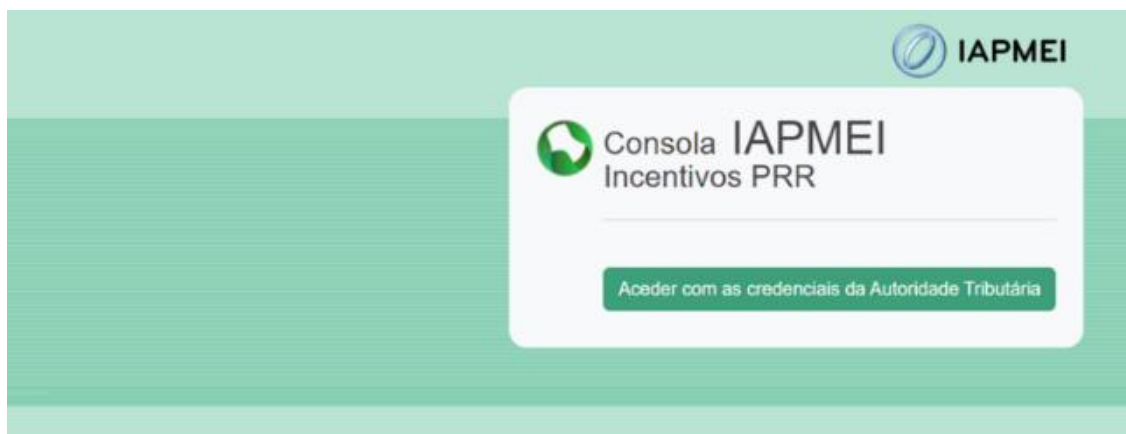 IAPMEI
Consola IAPMEI
Incentivos PRR
Aceder com as credenciais da Autoridade Tributária